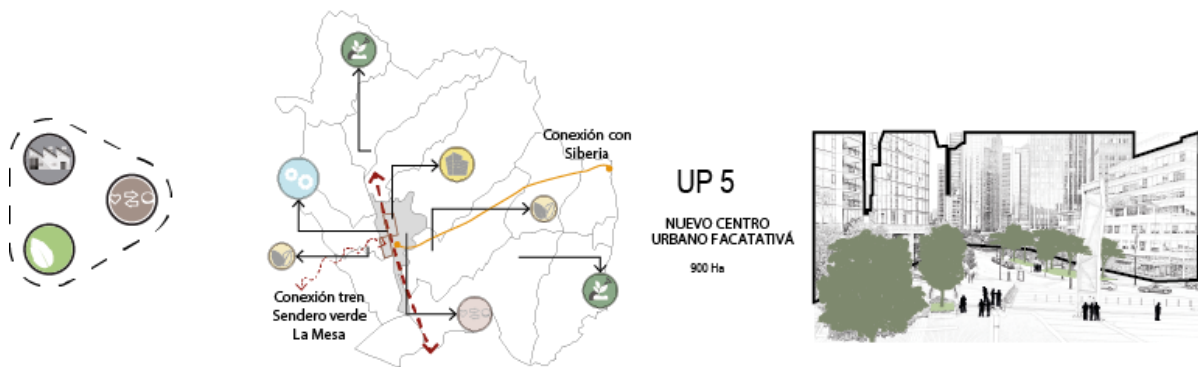 Conexión con
Siberia
Conexión tren
Sendero verde
La Mesa
UP 5
NUEVO CENTRO
URBANO FACATATIVÁ
900 Ha